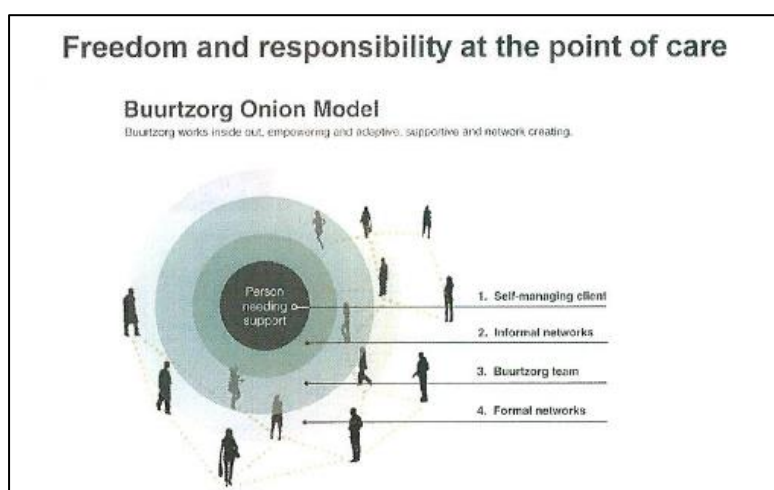 Freedom and responsibility at the point of care
Buurtzorg Onion Model
Buurtzorg works inside out, empowering and adaptive, supportive and network creating.
Person
needing
support
1. Self-managing client
2. Informal networks
3. Buurtzorg team
4. Formal networks